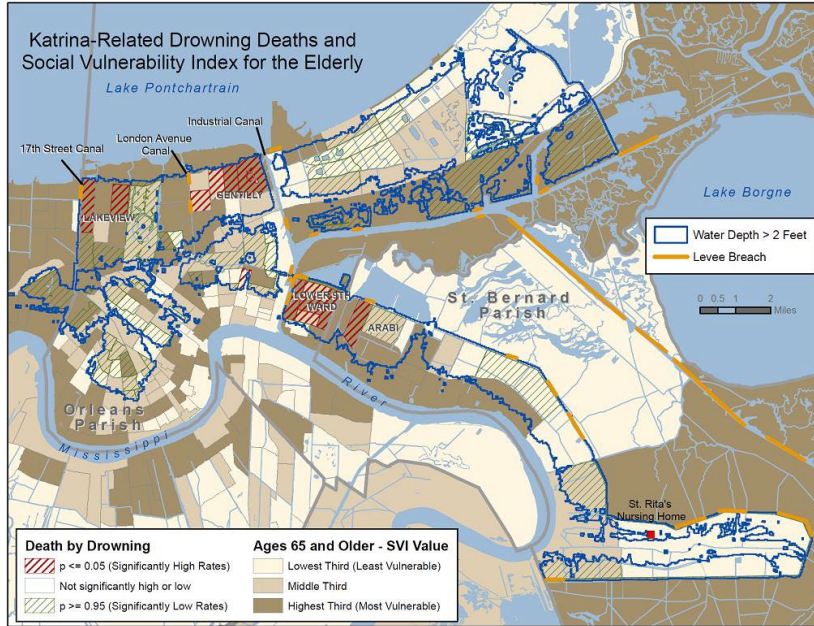 Katrina-Related Drowning Deaths and
Social Vulnerability Index for the Elderly
Lake Pontchartrain
Industrial Canal
London Avenue
Canal
17th Street Canal
GENTILLY
LAKEVIEW
Lake Borgne
Water Depth > 2 Feet
Levee Breach
0 0.5 1 2
Miles
LOWER 9TH
WARD
ARABI
St. Bernard
Parish
Orleans
Parish
Mississippi
River
St. Rita's
Nursing Home
Death by Drowning
p <= 0.05 (Significantly High Rates)
Not significantly high or low
p >= 0.95 (Significantly Low Rates)
Ages 65 and Older - SVI Value
Lowest Third (Least Vulnerable)
Middle Third
Highest Third (Most Vulnerable)